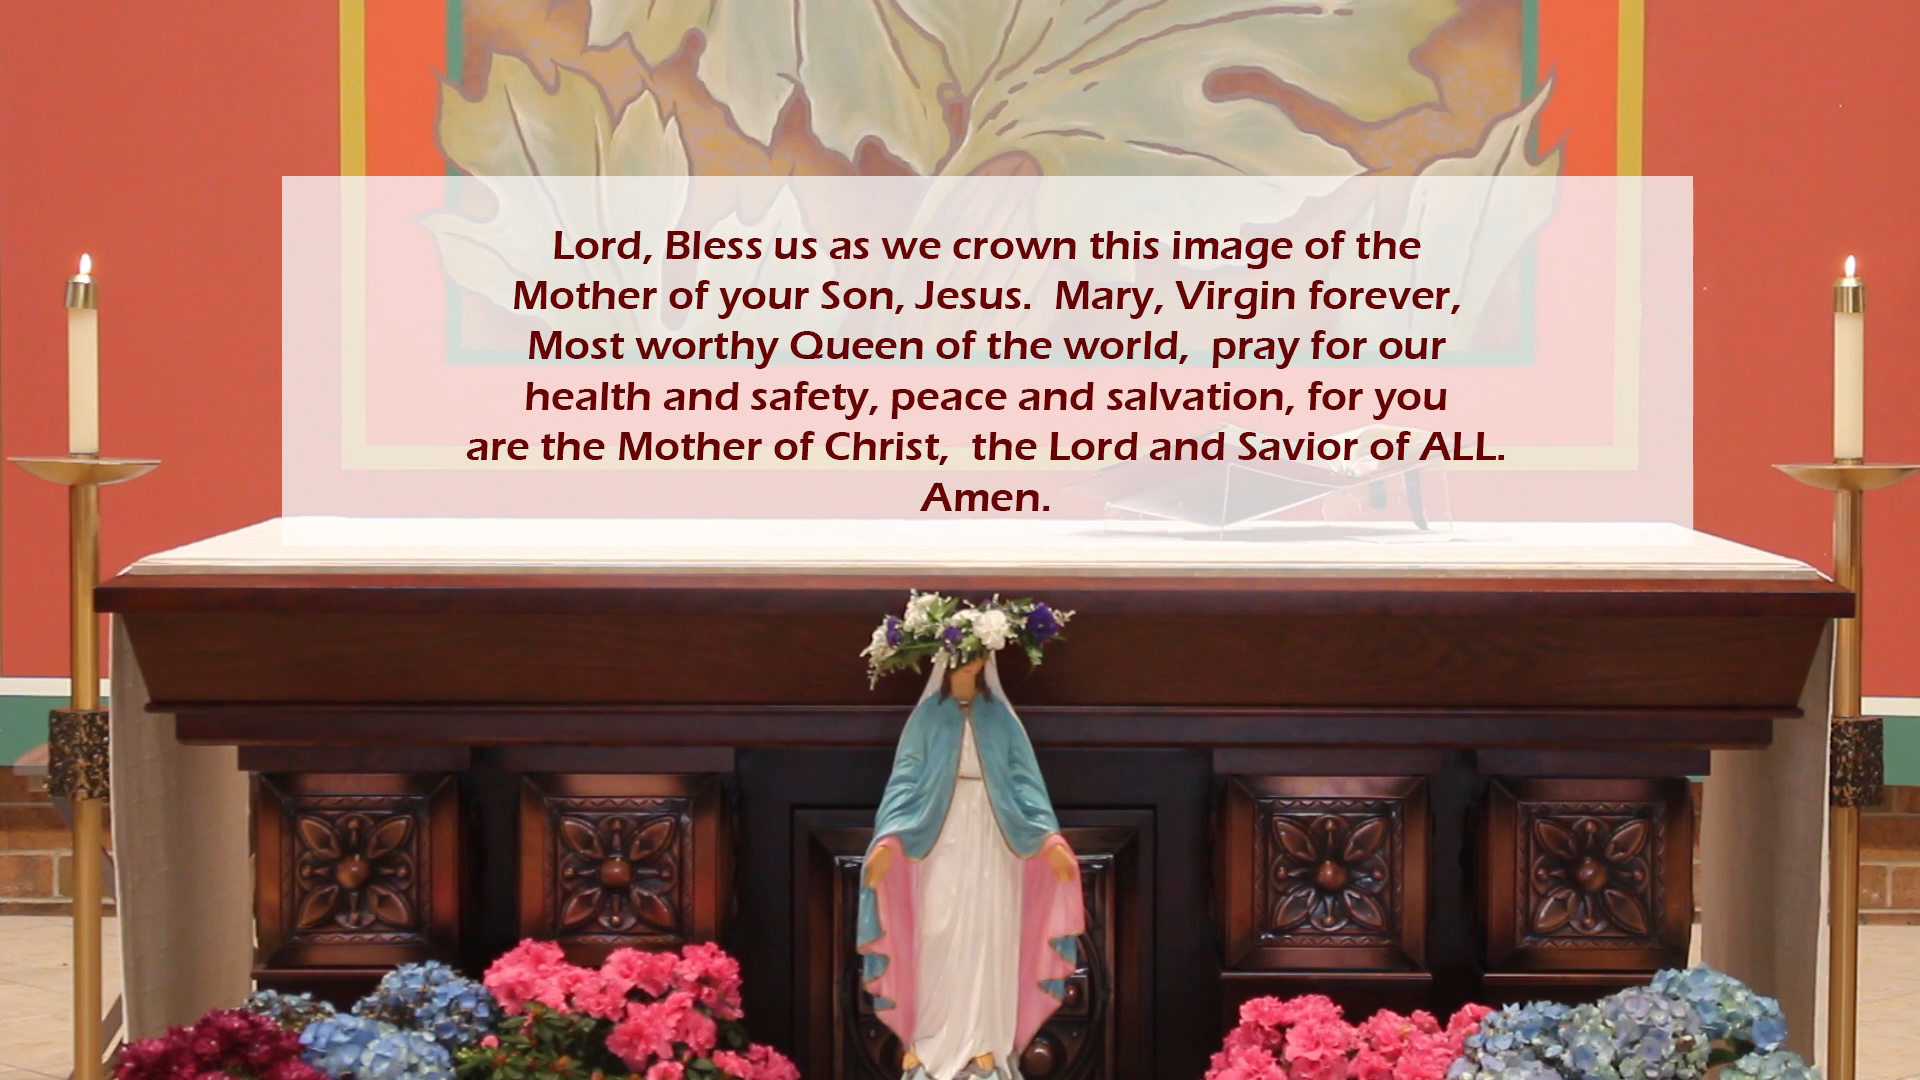 Lord, Bless us as we crown this image of the
Mother of your Son, Jesus.  Mary, Virgin forever,
Most worthy Queen of the world,  pray for our
health and safety, peace and salvation, for you
are the Mother of Christ,  the Lord and Savior of ALL.
Amen.